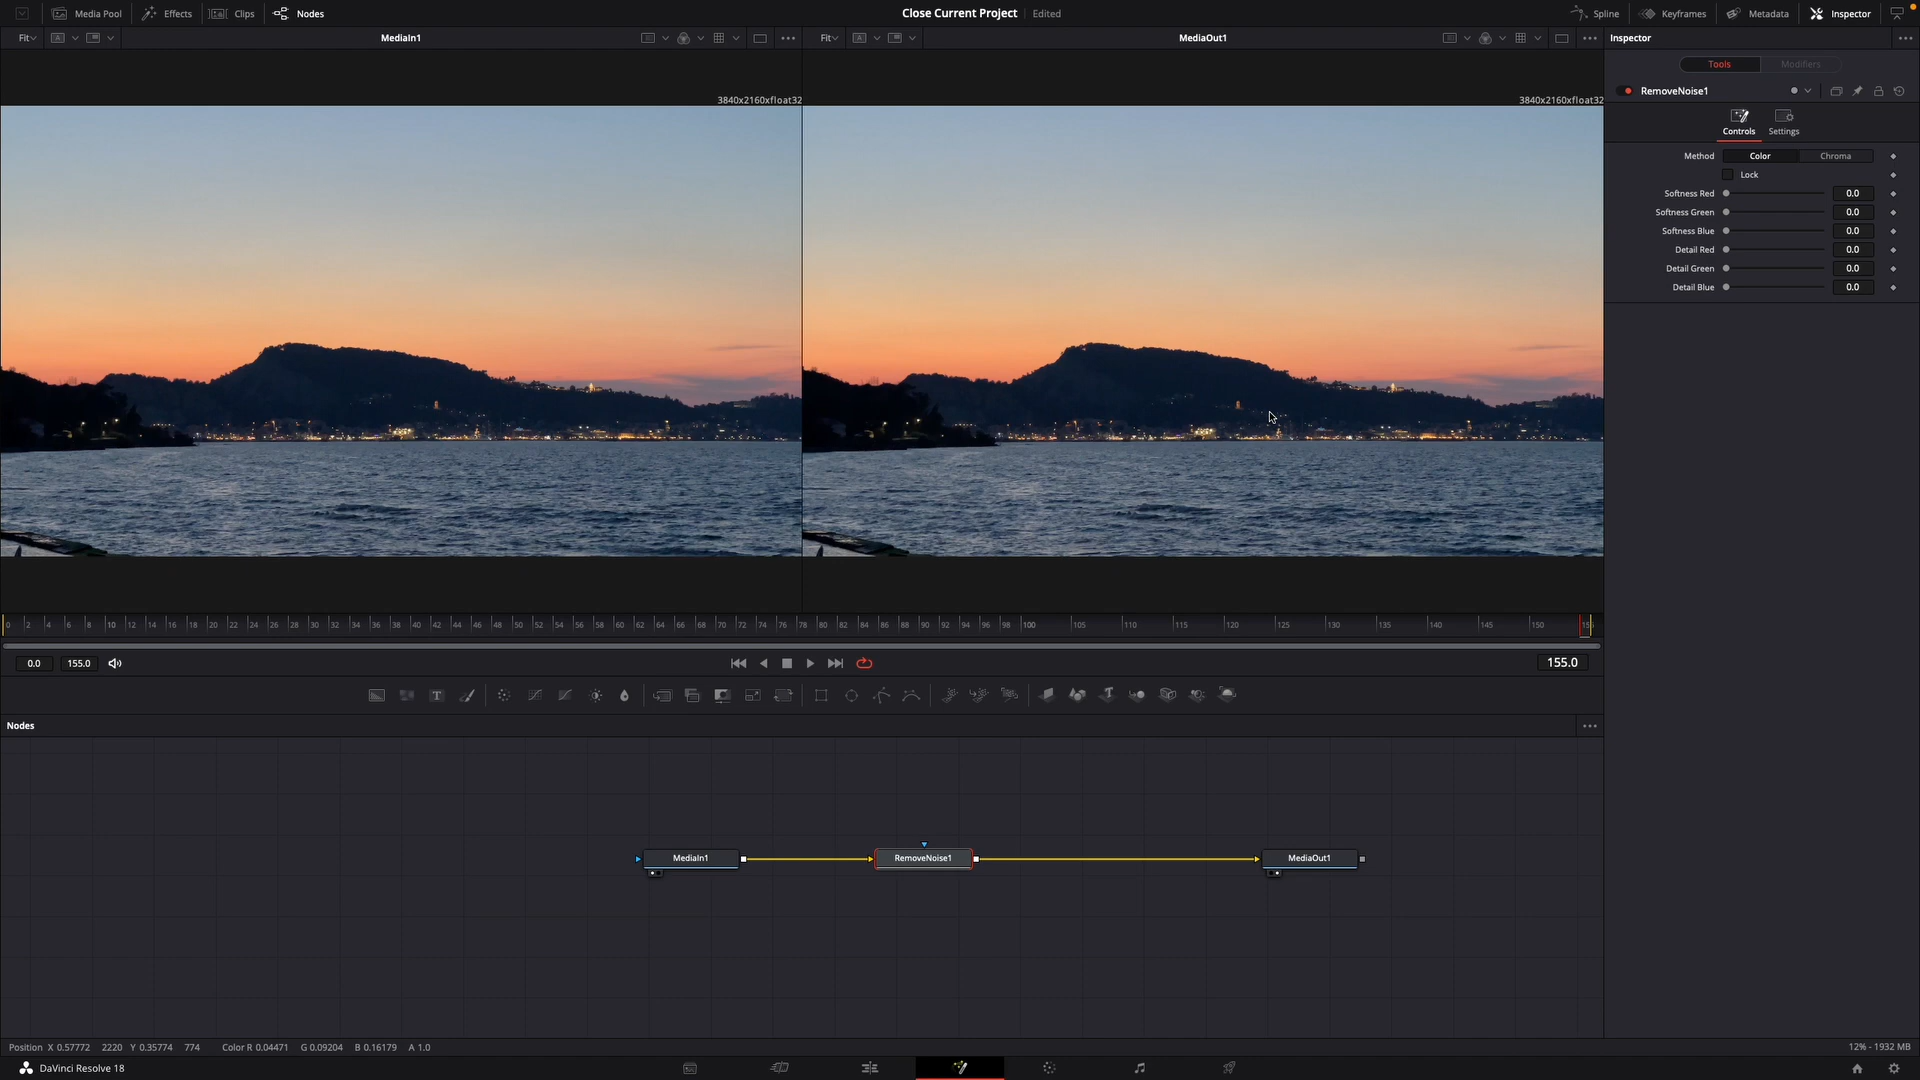 Media Pool Effects Clips Nodes Close Current Project Edited Spline Keyframes Metadata Inspector
Fit MediaIn1 Fit MediaOut1 Inspector
Tools Modifiers
RemoveNoise1
3840x2160xfloat32 3840x2160xfloat32
Controls Settings
Method Color Chroma
Lock
Softness Red 0.0
Softness Green 0.0
Softness Blue 0.0
Detail Red 0.0
Detail Green 0.0
Detail Blue 0.0
0 2 4 6 8 10 12 14 16 18 20 22 24 26 28 30 32 34 36 38 40 42 44 46 48 50 52 54 56 58 60 62 64 66 68 70 72 74 76 78 80 82 84 86 88 90 92 94 96 98 100 105 110 115 120 125 130 135 140 145 150
0.0 155.0 155.0
T
Nodes
MediaIn1 RemoveNoise1 MediaOut1
Position X 0.57772 2220 Y 0.35774 774 Color R 0.04471 G 0.09204 B 0.16179 A 1.0 12% - 1932 MB
DaVinci Resolve 18